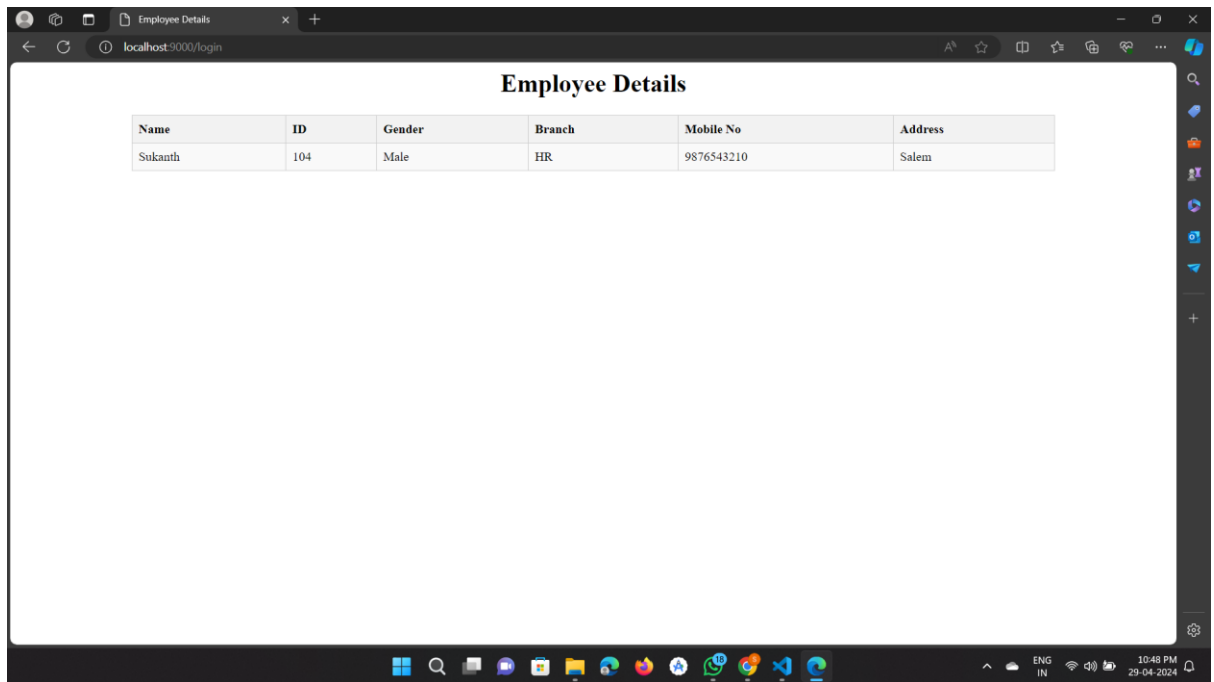 Employee Details
localhost:9000/login
Employee Details
Name ID Gender Branch Mobile No Address
Sukanth 104 Male HR 9876543210 Salem
18
ENG 10:48 PM
IN 29-04-2024